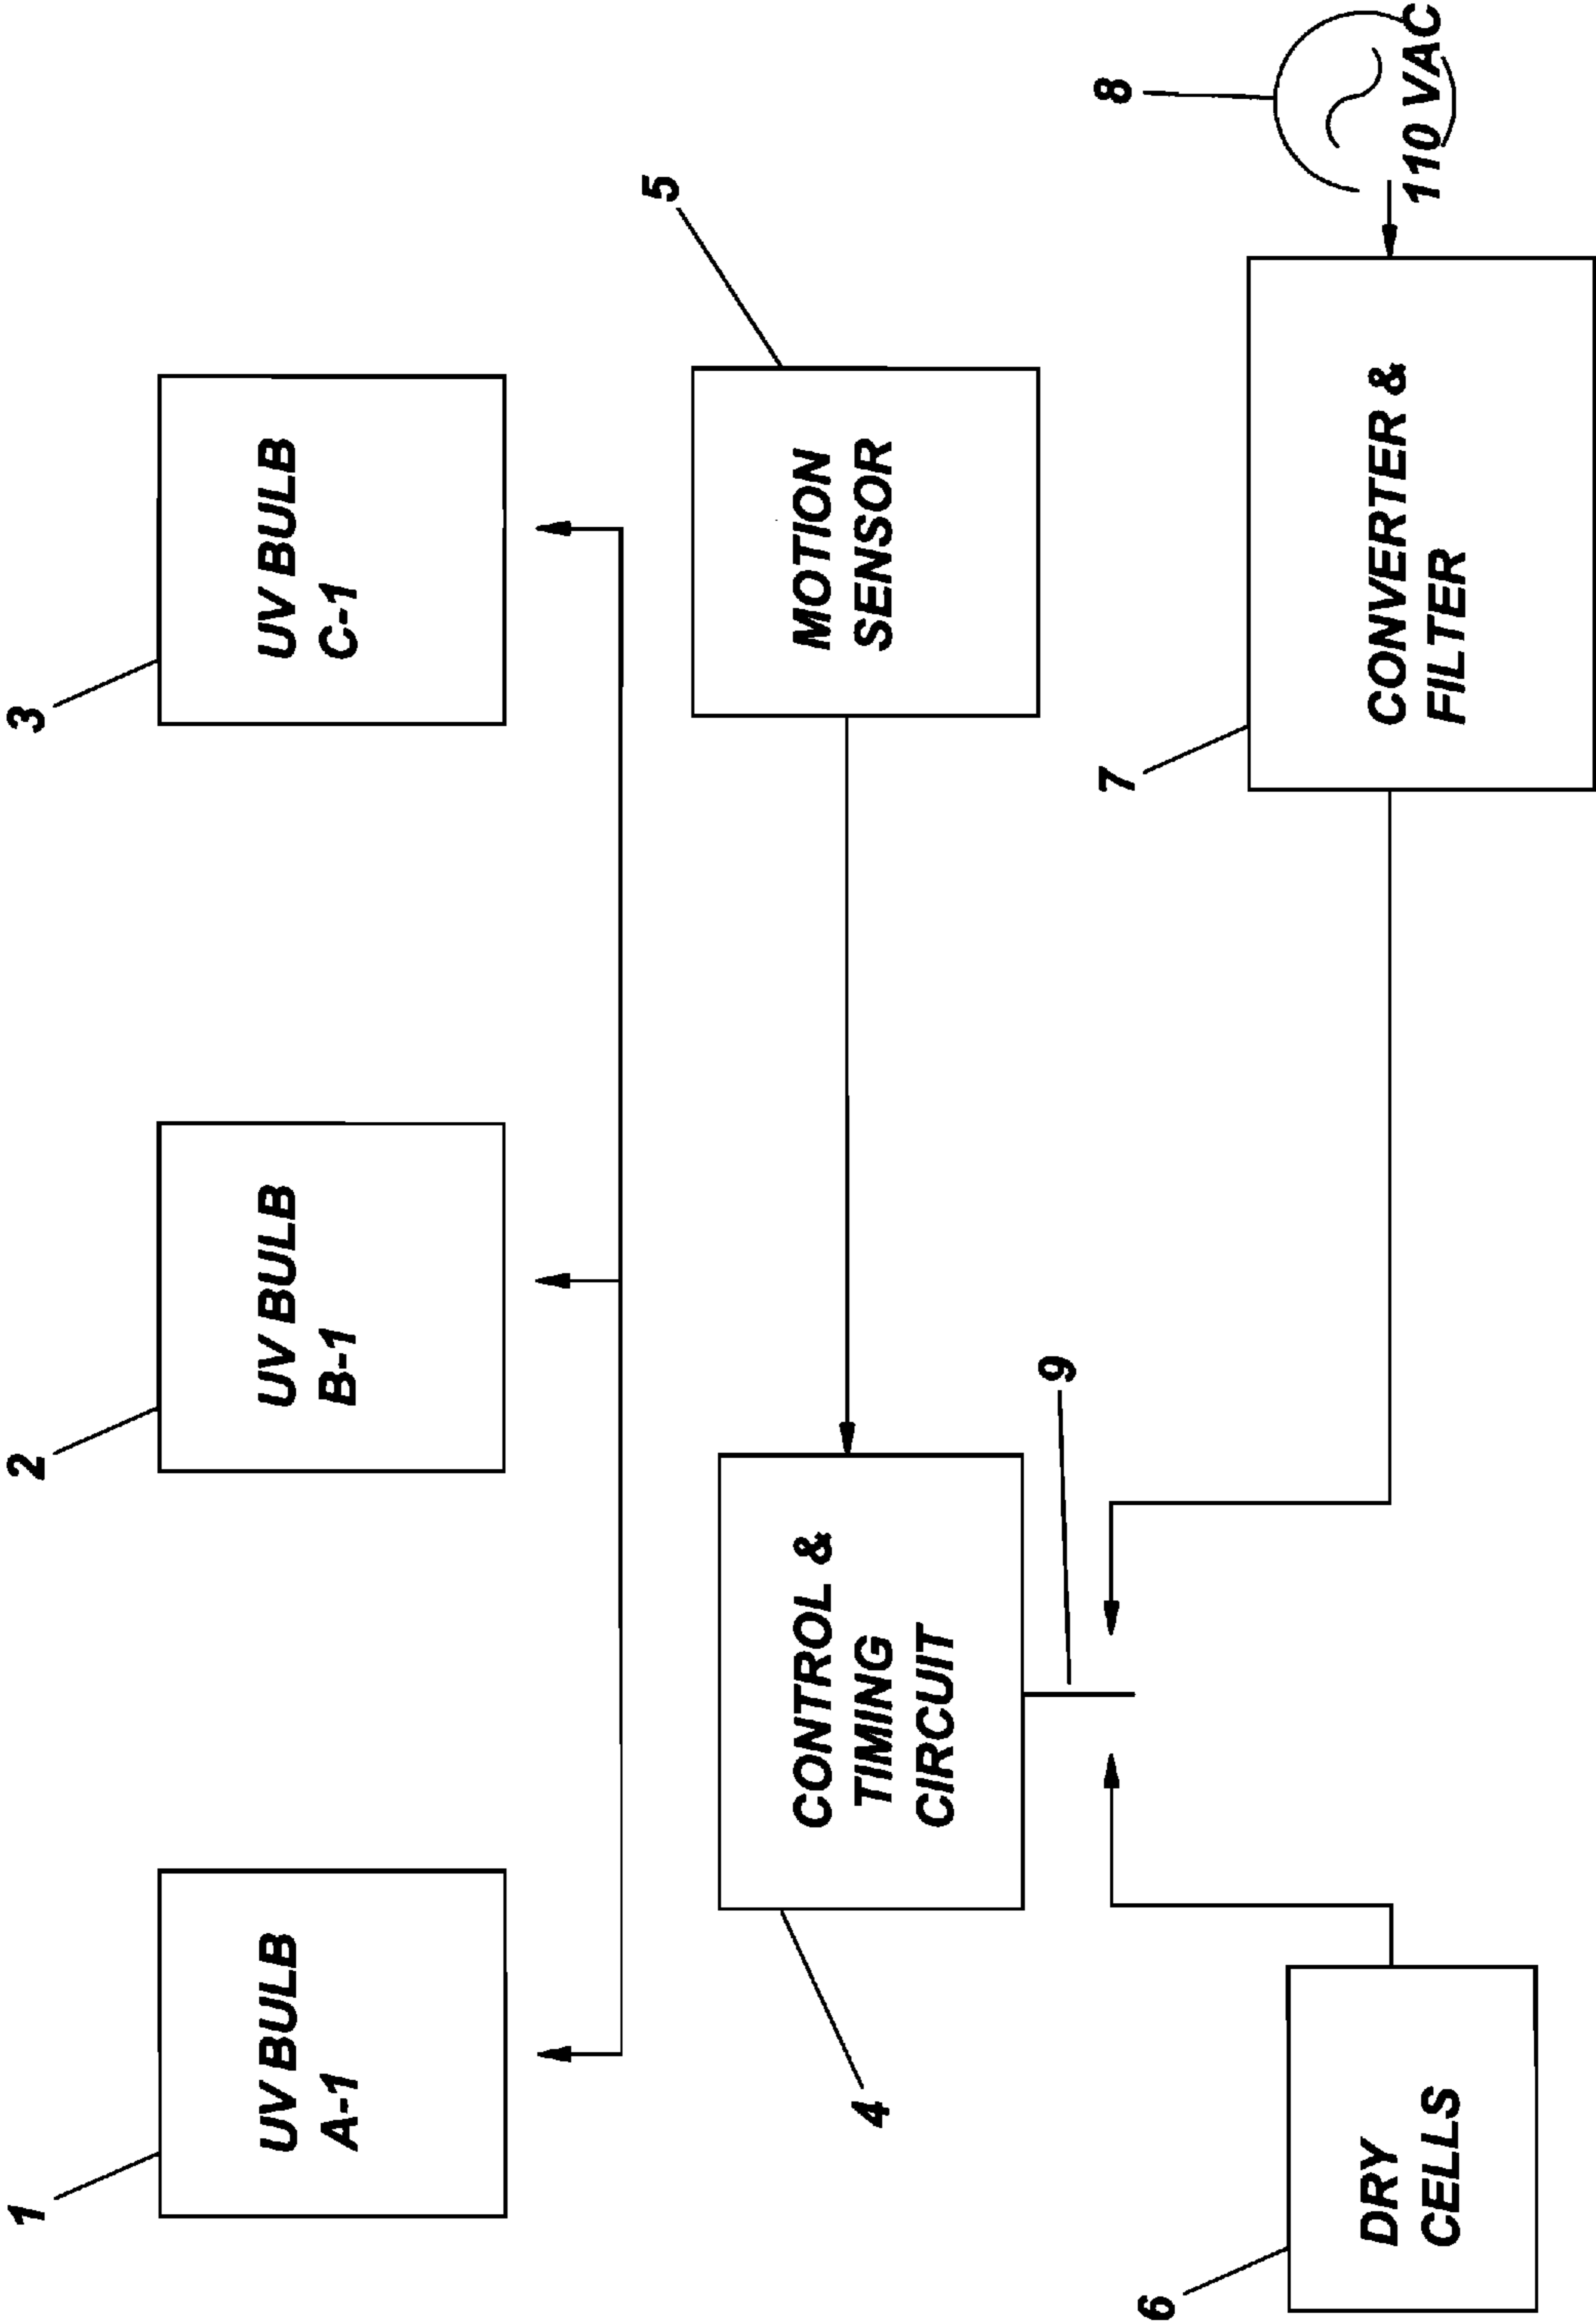 1
UV BULB
A-1
2
UV BULB
B-1
3
UV BULB
C-1
4
CONTROL &
TIMING
CIRCUIT
5
MOTION
SENSOR
9
6
DRY
CELLS
7
CONVERTER &
FILTER
8
110 VAC